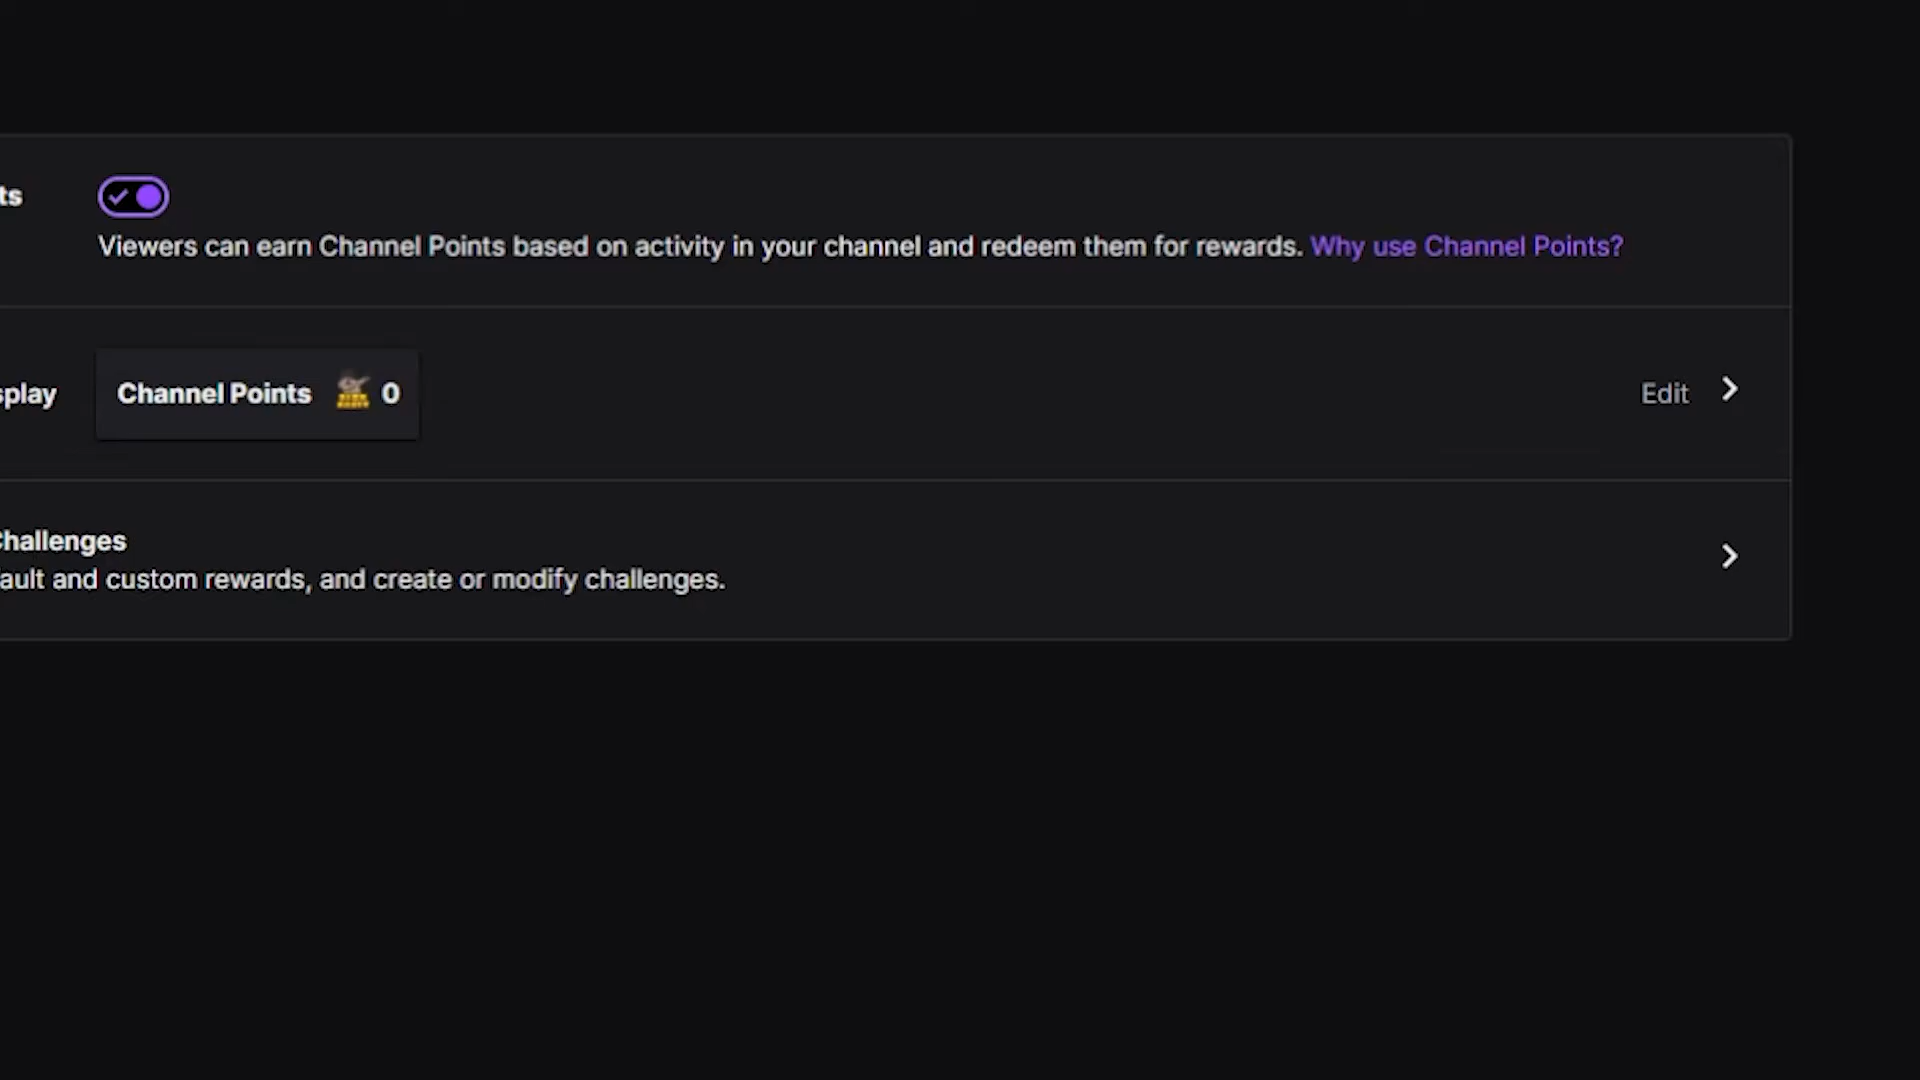 ts
Viewers can earn Channel Points based on activity in your channel and redeem them for rewards. Why use Channel Points?
splay Channel Points 0 Edit
Challenges
ault and custom rewards, and create or modify challenges.